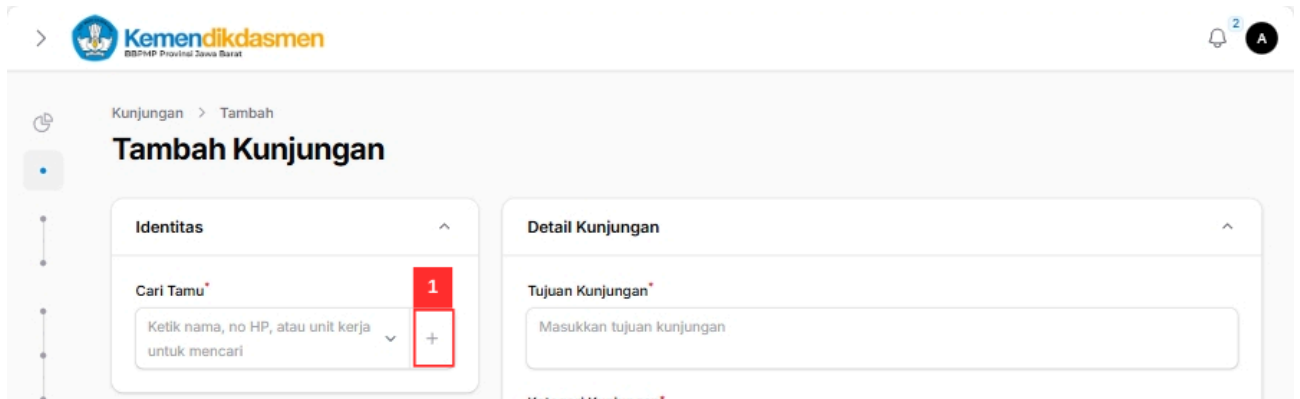 Kemendikdasmen
BBPMP Provinsi Jawa Barat
2
A
Kunjungan > Tambah
Tambah Kunjungan
Identitas
Cari Tamu*
1
Ketik nama, no HP, atau unit kerja
untuk mencari
+
Detail Kunjungan
Tujuan Kunjungan*
Masukkan tujuan kunjungan